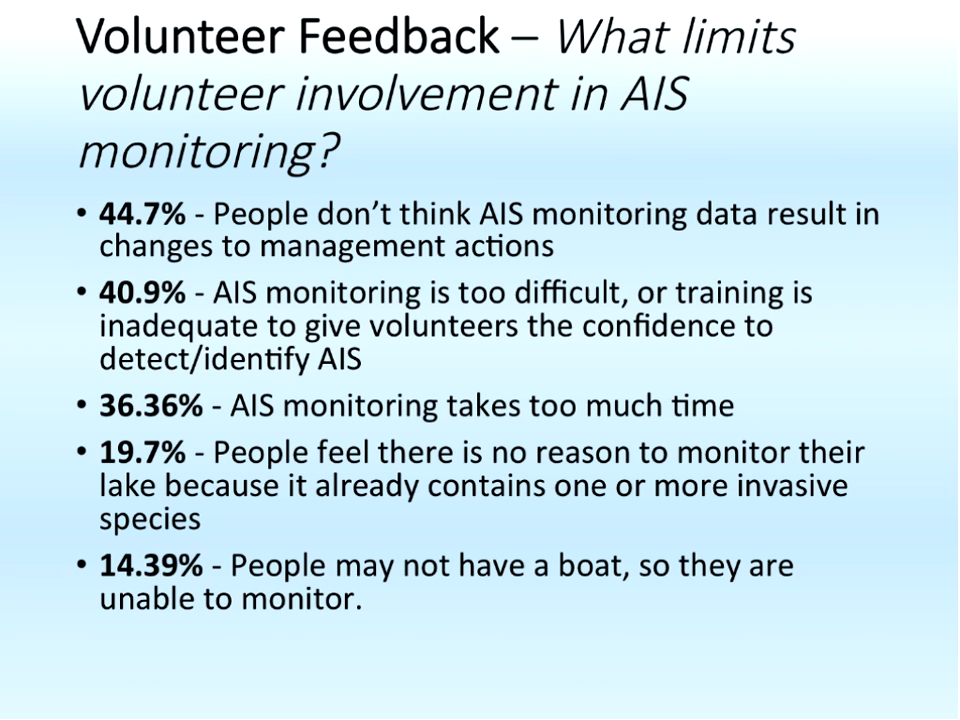 Volunteer Feedback – What limits
volunteer involvement in AIS
monitoring?
• 44.7% - People don’t think AIS monitoring data result in
changes to management actions
• 40.9% - AIS monitoring is too difficult, or training is
inadequate to give volunteers the confidence to
detect/identify AIS
• 36.36% - AIS monitoring takes too much time
• 19.7% - People feel there is no reason to monitor their
lake because it already contains one or more invasive
species
• 14.39% - People may not have a boat, so they are
unable to monitor.